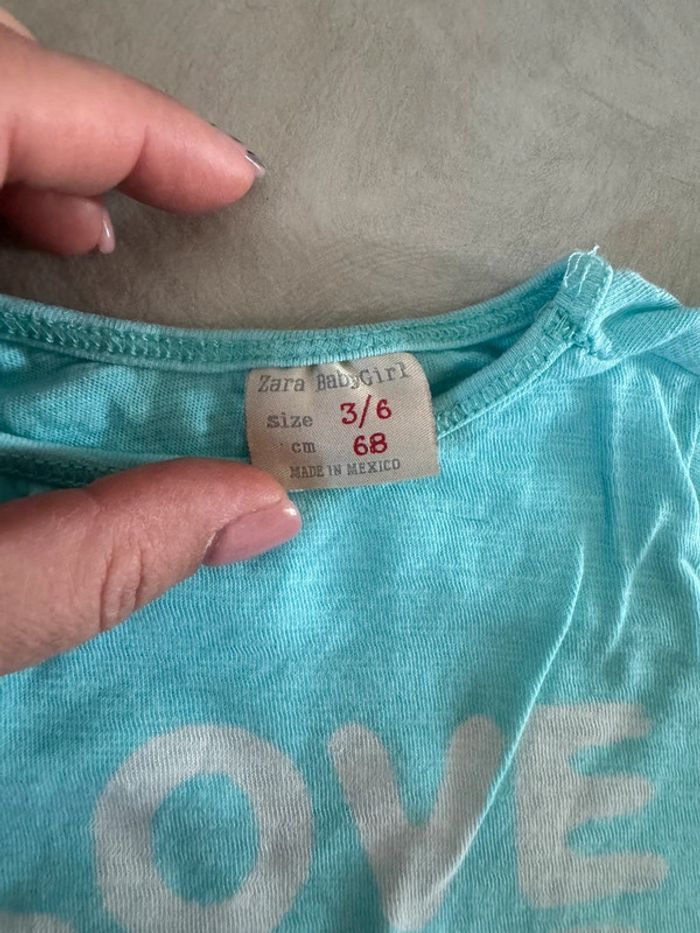 Zara BabyGirl
size 3/6
cm 68
MADE IN MEXICO
OVE